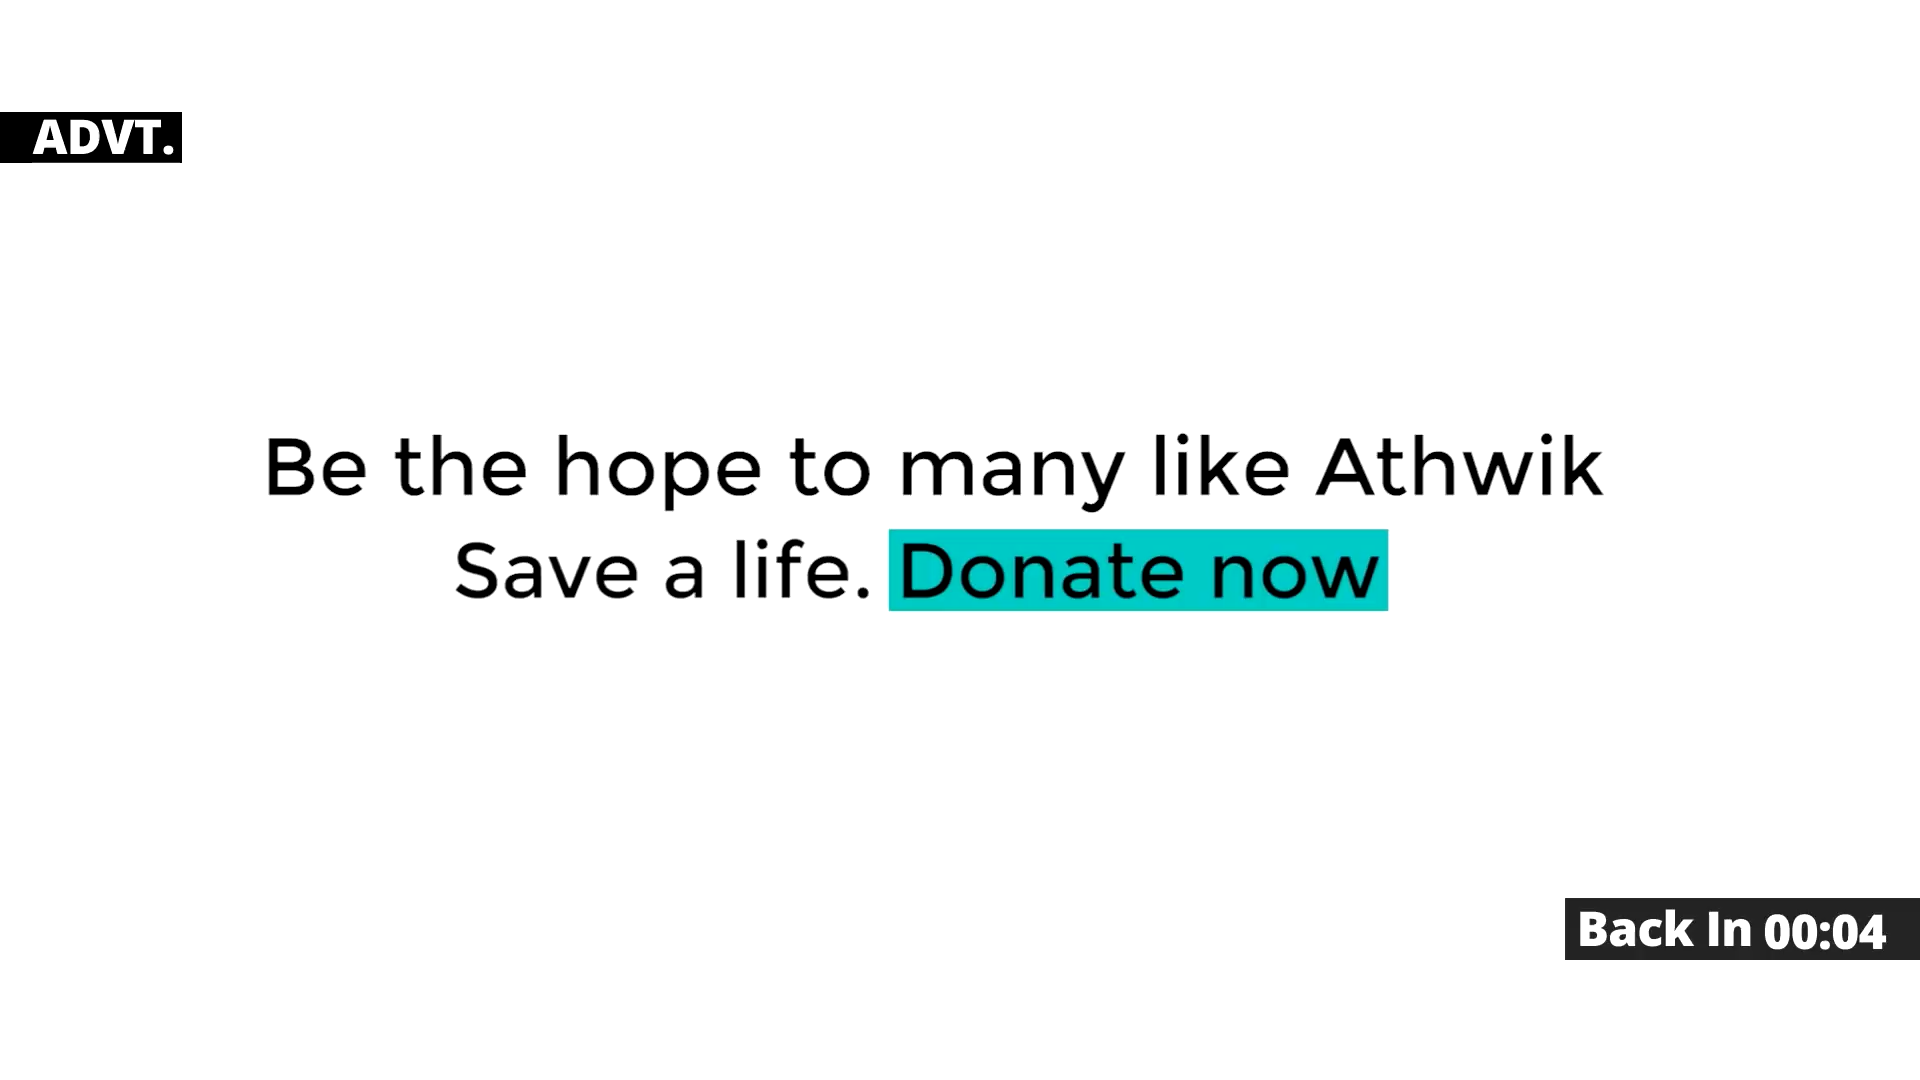 ADVT.
Be the hope to many like Athwik
Save a life. Donate now
Back In 00:04